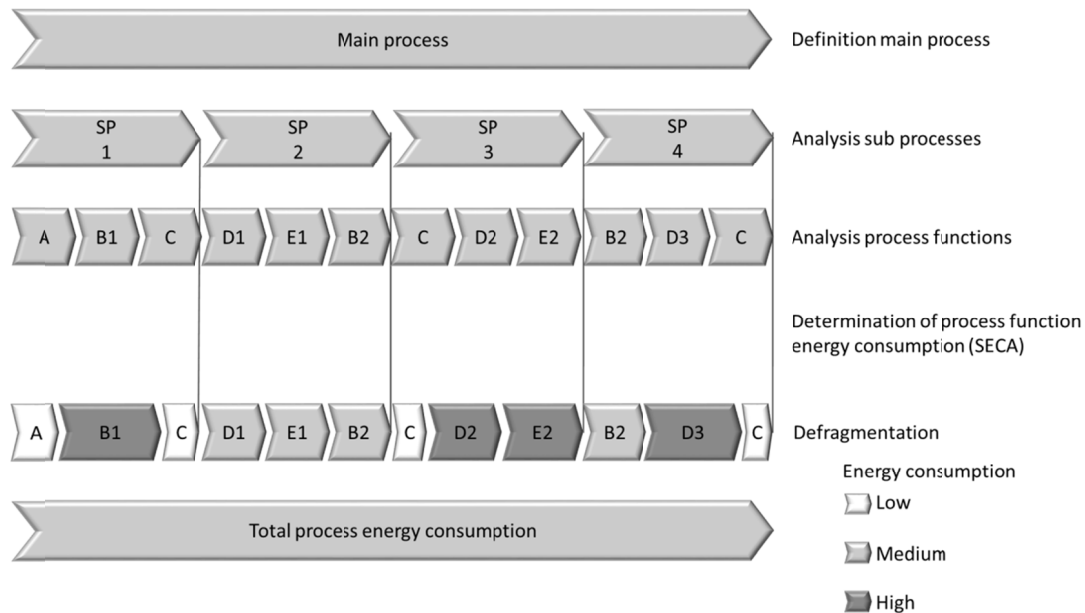 Main process
Definition main process
SP
1
SP
2
SP
3
SP
4
Analysis sub processes
A B1 C D1 E1 B2 C D2 E2 B2 D3 C
Analysis process functions
Determination of process function
energy consumption (SECA)
A B1 C D1 E1 B2 C D2 E2 B2 D3 C
Defragmentation
Energy consumption
Low
Total process energy consumption
Medium
High